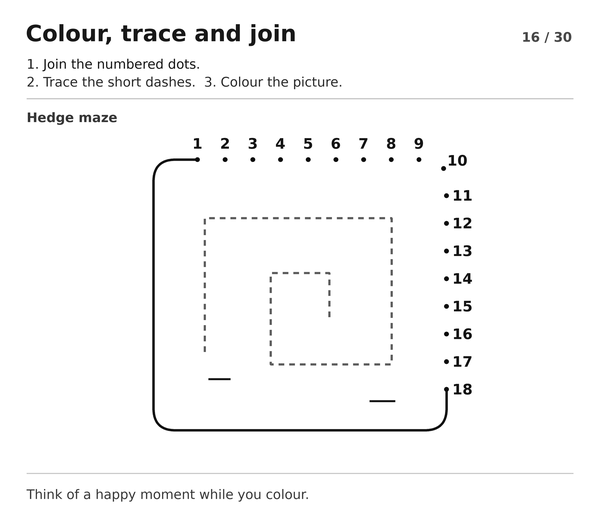 Colour, trace and join
16 / 30
1. Join the numbered dots.
2. Trace the short dashes.  3. Colour the picture.
Hedge maze
1 2 3 4 5 6 7 8 9
10
11
12
13
14
15
16
17
18
Think of a happy moment while you colour.